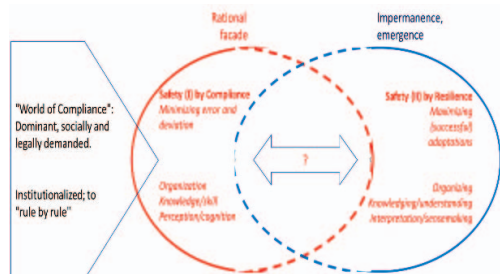 Rational
facade
Impermanence,
emergence
"World of Compliance":
Dominant, socially and
legally demanded.
Institutionalized; to
"rule by rule"
Safety (I) by Compliance
Minimizing error and
deviation
Organization
Knowledge/skill
Perception/cognition
?
Safety (II) by Resilience
Maximizing
(successful)
adaptations
Organizing
Knowledging/understanding
Interpretation/sensemaking